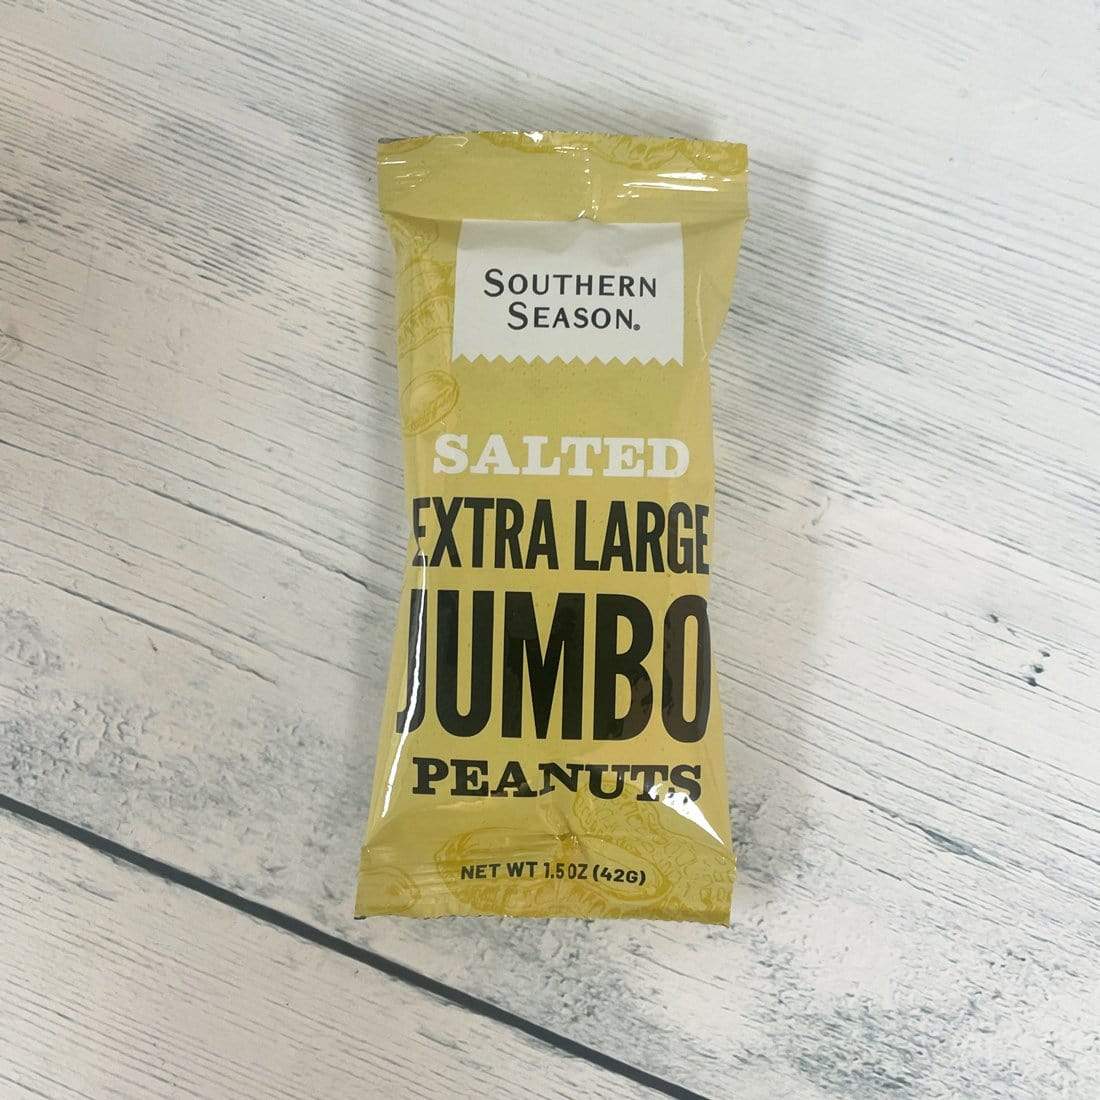 SOUTHERN
SEASON®
SALTED
EXTRA LARGE
JUMBO
PEANUTS
NET WT 1.5 OZ (42G)